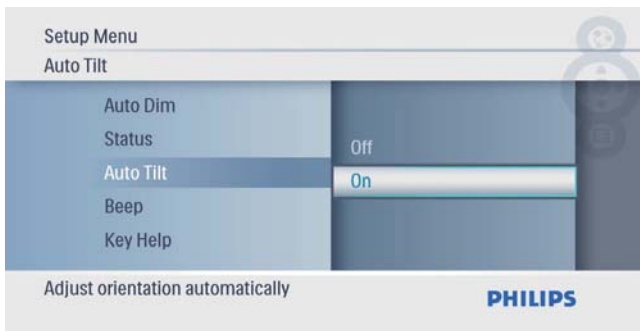 Setup Menu
Auto Tilt
Auto Dim
Status
Auto Tilt
Beep
Key Help
Off
On
Adjust orientation automatically
PHILIPS